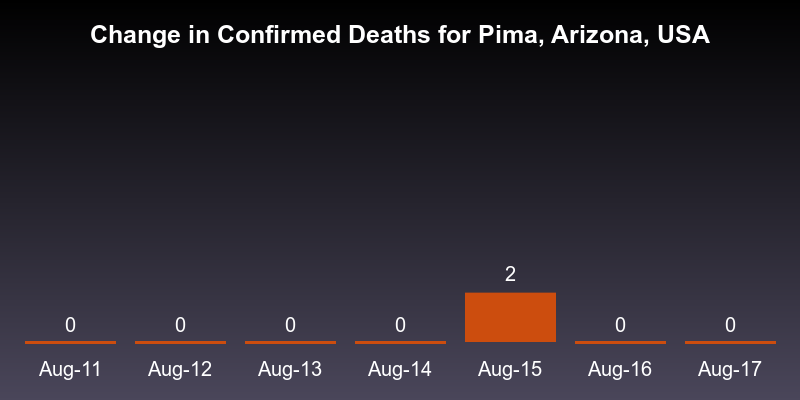 Change in Confirmed Deaths for Pima, Arizona, USA
2
0 0 0 0 0 0
Aug-11 Aug-12 Aug-13 Aug-14 Aug-15 Aug-16 Aug-17